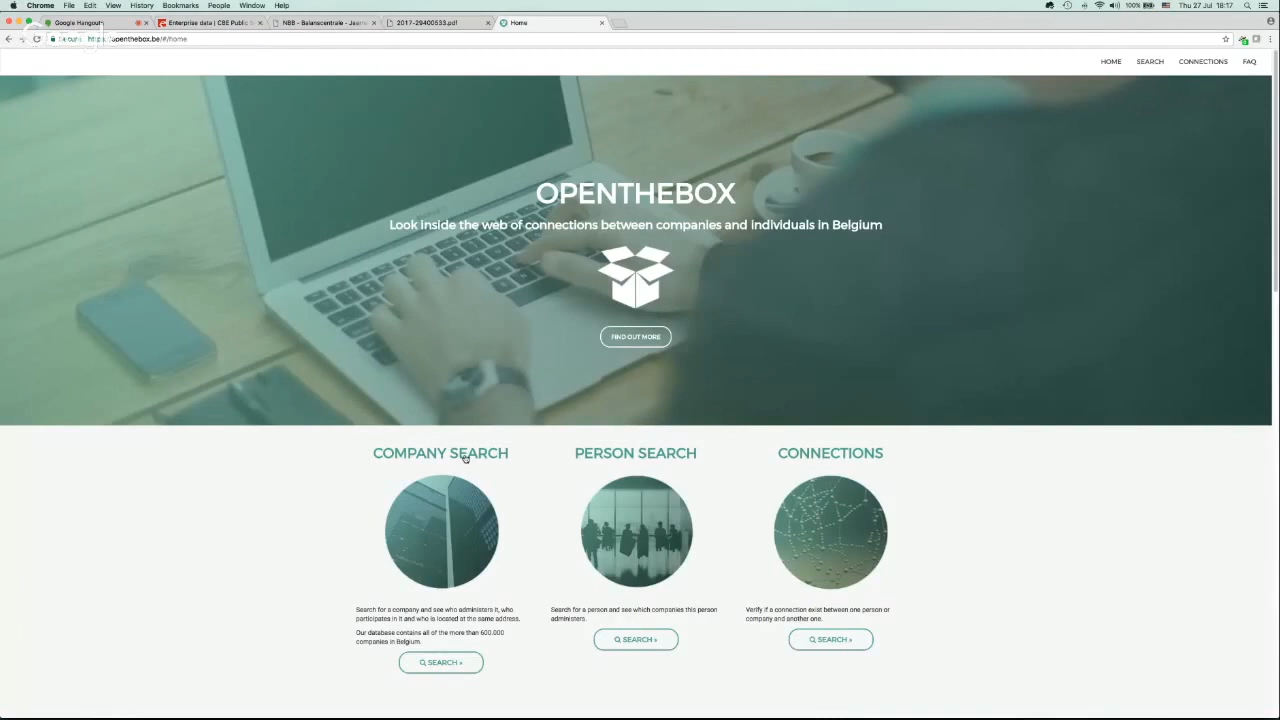 Chrome File Edit View History Bookmarks People Window Help
100% Thu 27 Jul 18:17
Google Hangouts
Enterprise data | CBE Public
NBB - Balanscentrale - Jaarr
2017-29400533.pdf
Home
openthebox.be/#/home
HOME SEARCH CONNECTIONS FAQ
OPENTHEBOX
Look inside the web of connections between companies and individuals in Belgium
FIND OUT MORE
COMPANY SEARCH
Search for a company and see who administers it, who
participates in it and who is located at the same address.
Our database contains all of the more than 600.000
companies in Belgium.
SEARCH »
PERSON SEARCH
Search for a person and see which companies this person
administers.
SEARCH »
CONNECTIONS
Verify if a connection exist between one person or
company and another one.
SEARCH »